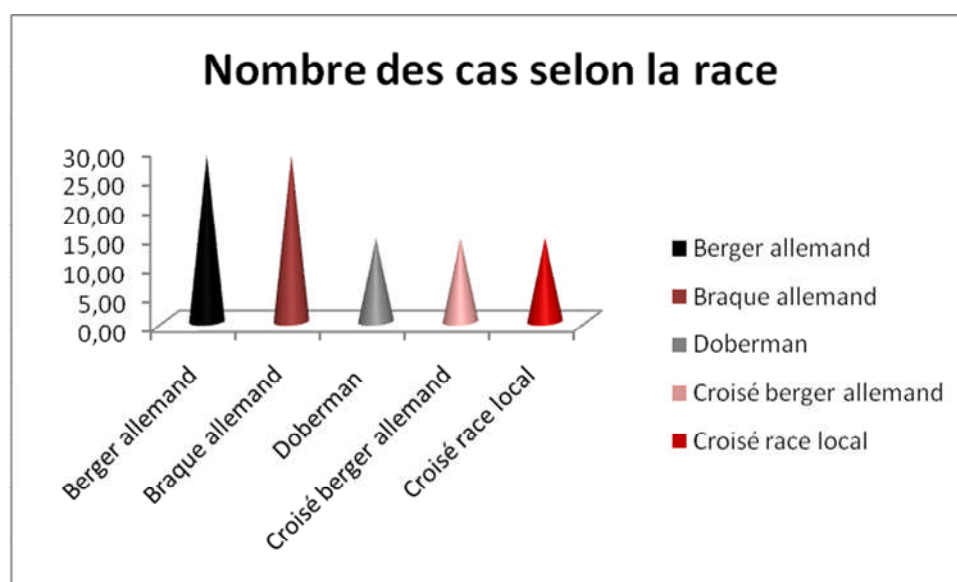 Nombre des cas selon la race
30,00
25,00
20,00
15,00
10,00
5,00
0,00
Berger allemand
Braque allemand
Doberman
Croisé berger allemand
Croisé race local
Berger allemand
Braque allemand
Doberman
Croisé berger allemand
Croisé race local